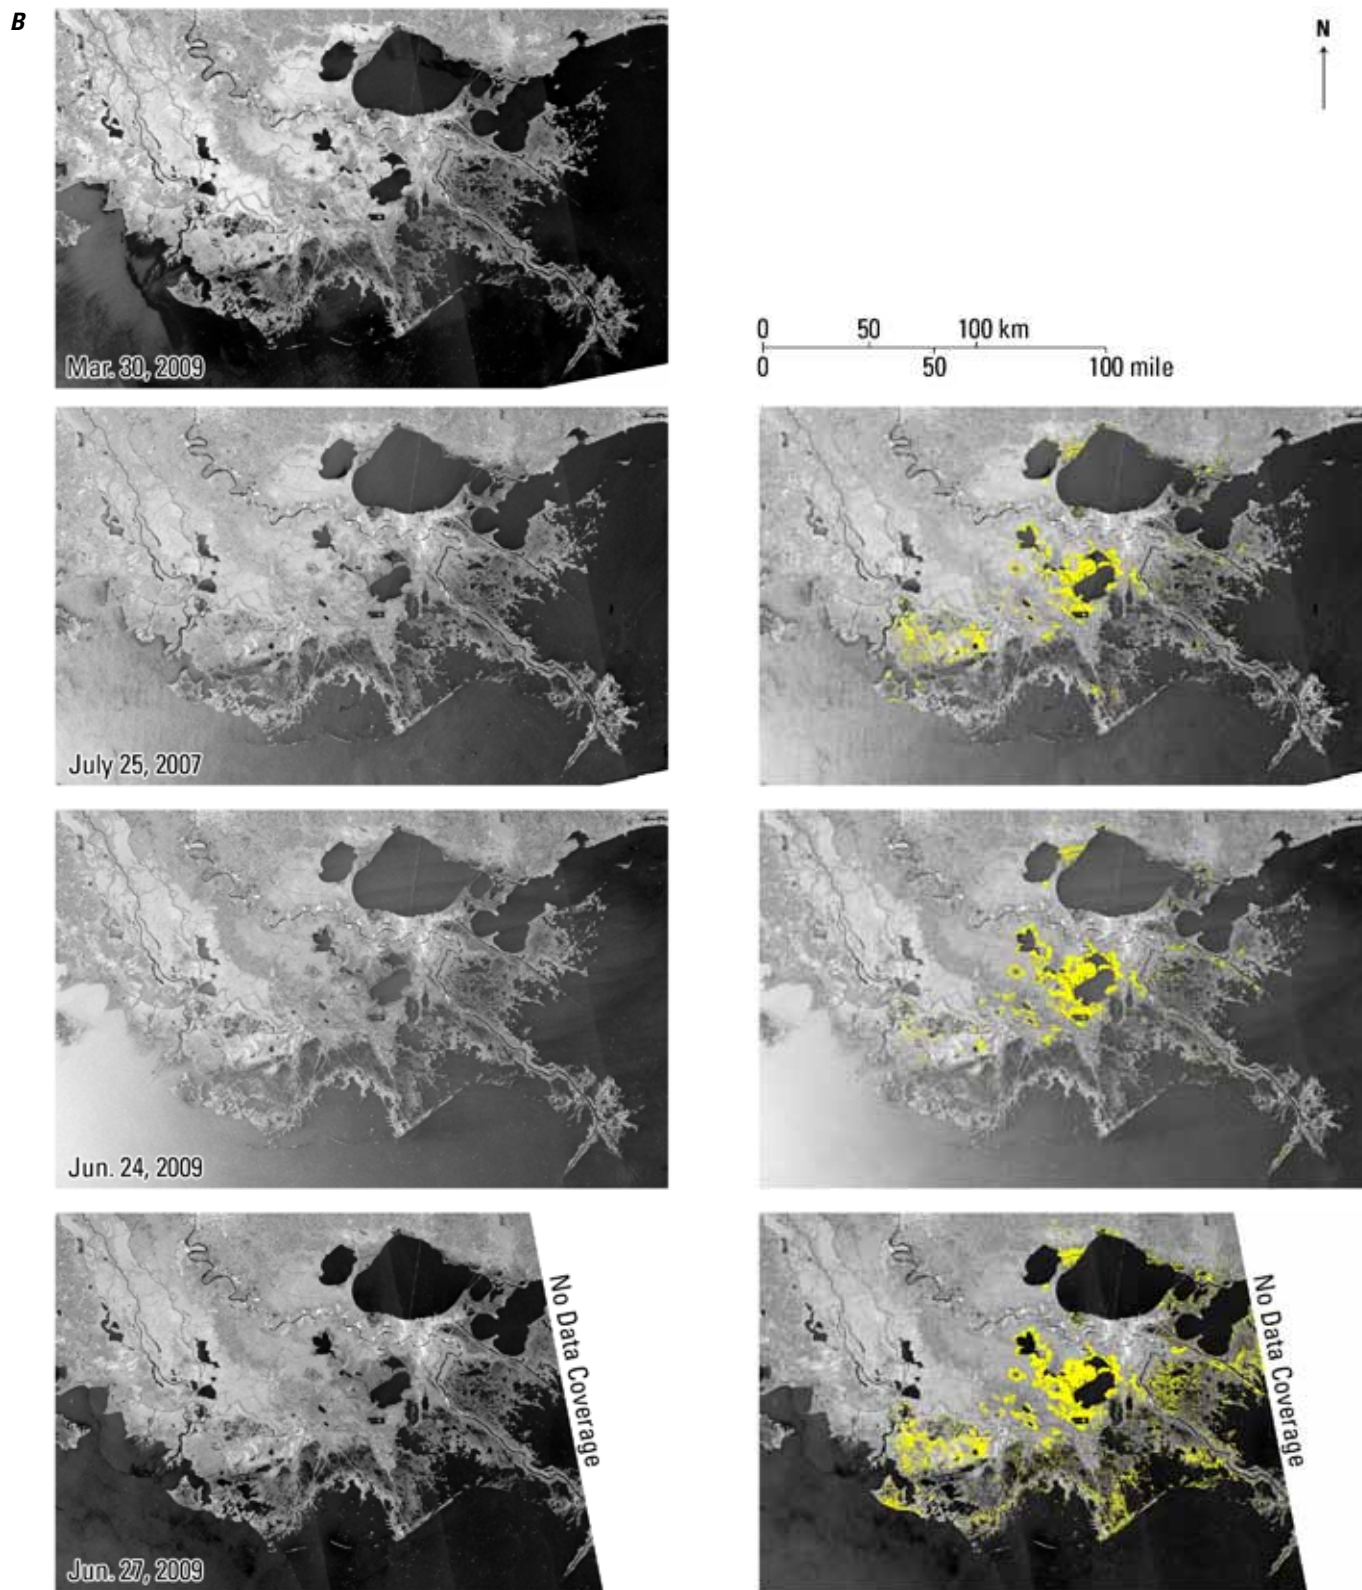 B
N
Mar. 30, 2009
0 50 100 km
0 50 100 mile
July 25, 2007
Jun. 24, 2009
No Data Coverage
No Data Coverage
Jun. 27, 2009